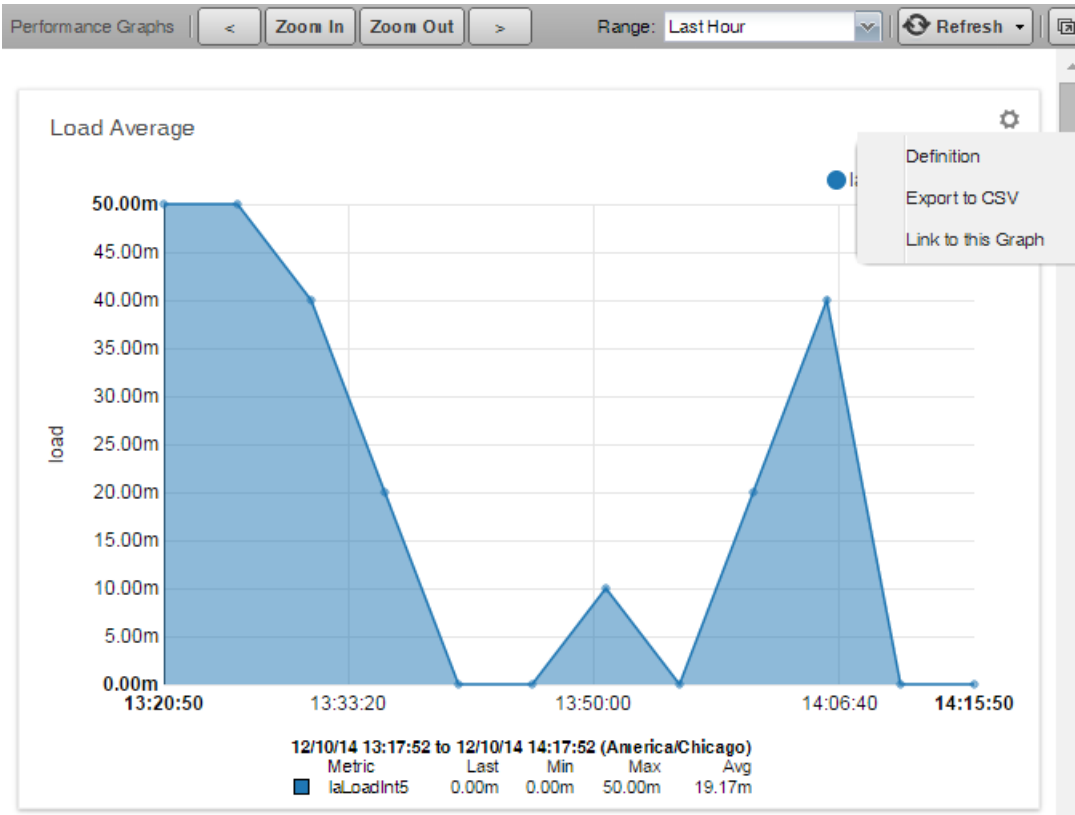 Performance Graphs < Zoom In Zoom Out > Range: Last Hour Refresh
Load Average
Definition
Export to CSV
Link to this Graph
50.00m
45.00m
40.00m
35.00m
30.00m
25.00m
20.00m
15.00m
10.00m
5.00m
0.00m
load
13:20:50 13:33:20 13:50:00 14:06:40 14:15:50
12/10/14 13:17:52 to 12/10/14 14:17:52 (America/Chicago)
Metric Last Min Max Avg
laLoadInt5 0.00m 0.00m 50.00m 19.17m